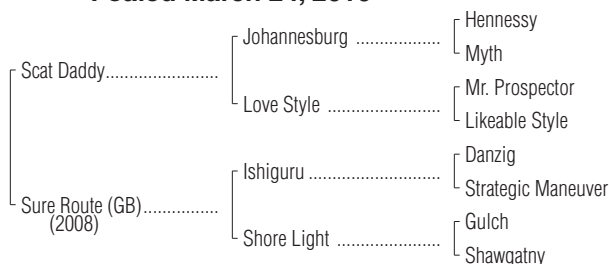 Foaled March 24,
Hennessy
Johannesburg ........................
Myth
Scat Daddy........................
Mr. Prospector
Love Style ........................
Likeable Style
Danzig
Ishiguru ........................
Strategic Maneuver
Sure Route (GB)................
(2008)
Gulch
Shore Light ......................
Shawgatny